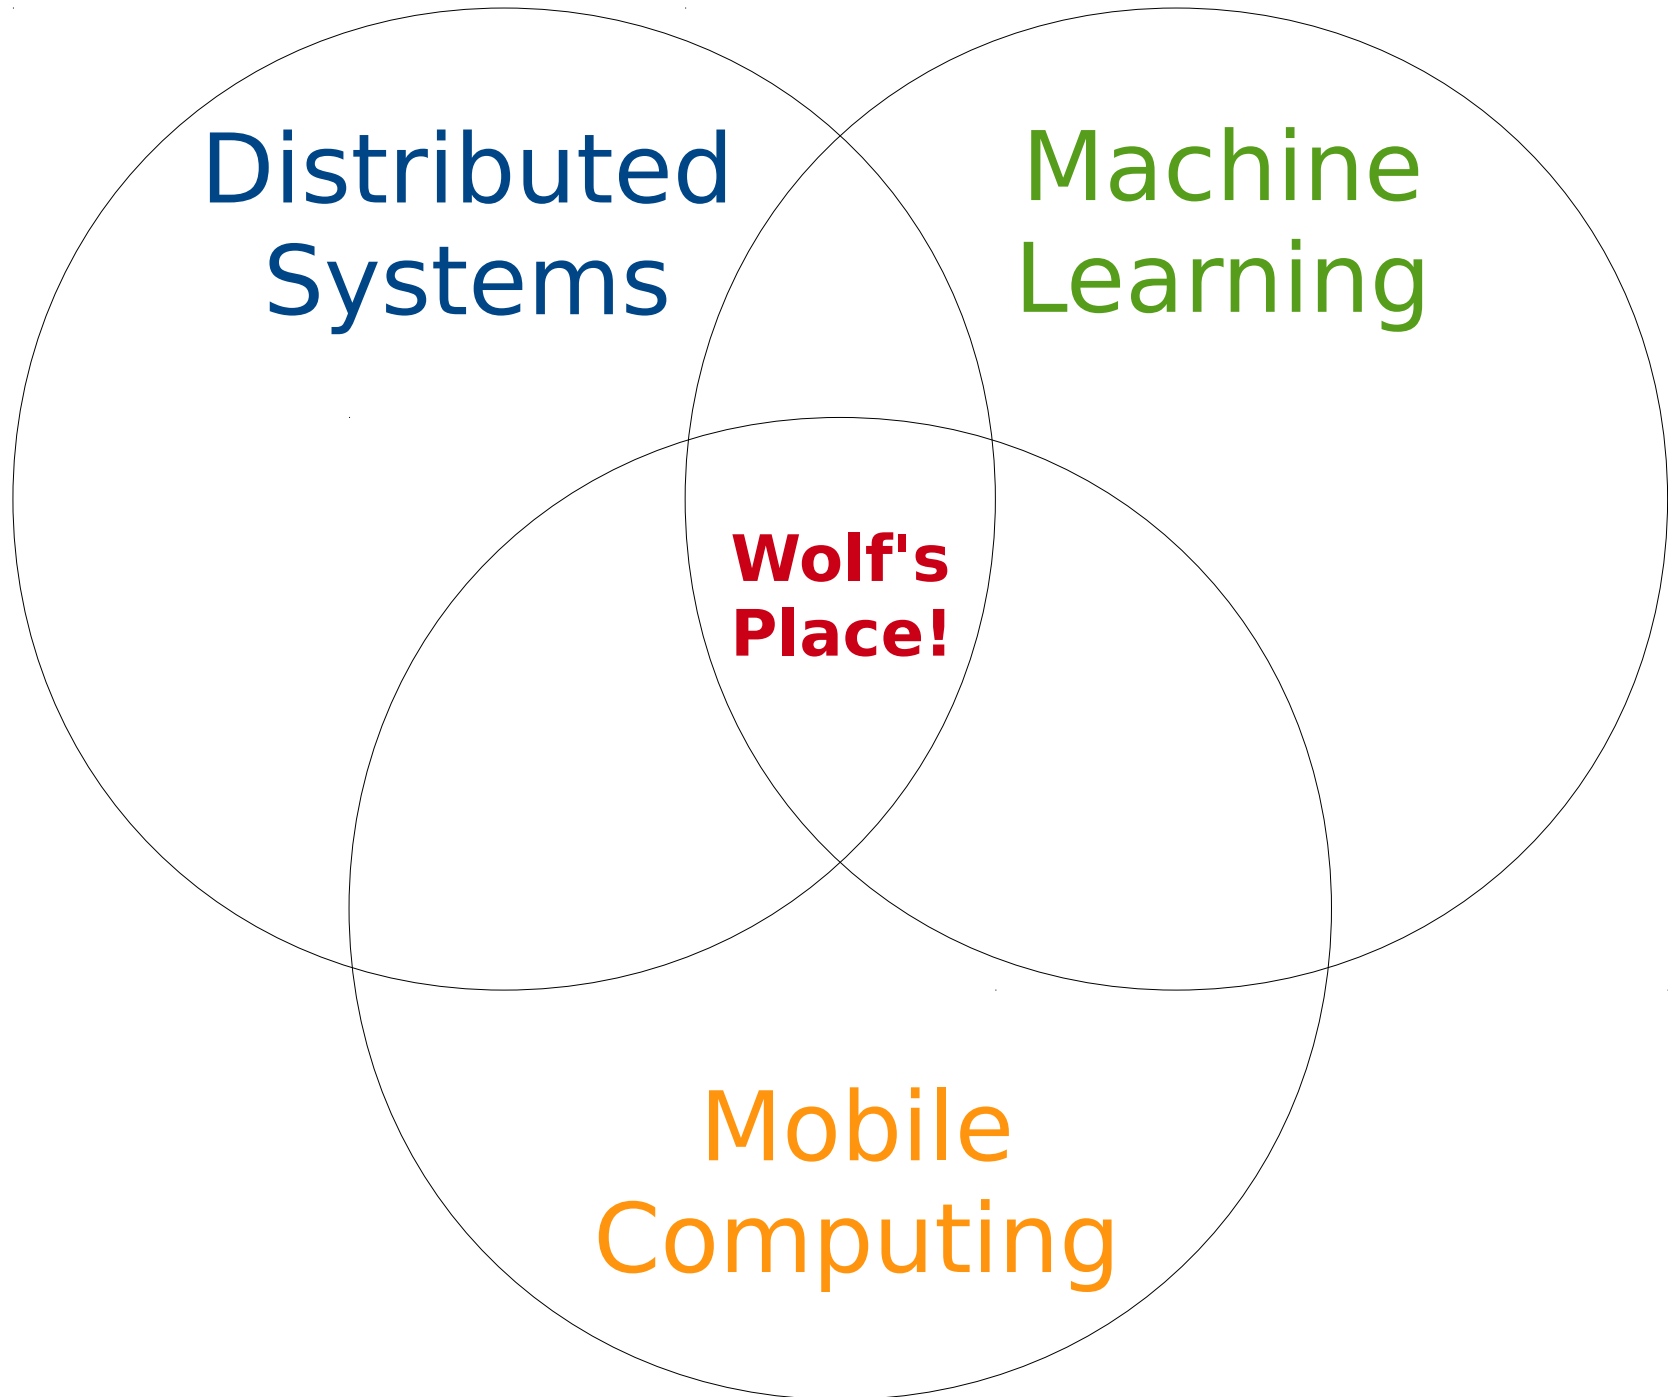 Distributed
Systems
Machine
Learning
Wolf's
Place!
Mobile
Computing